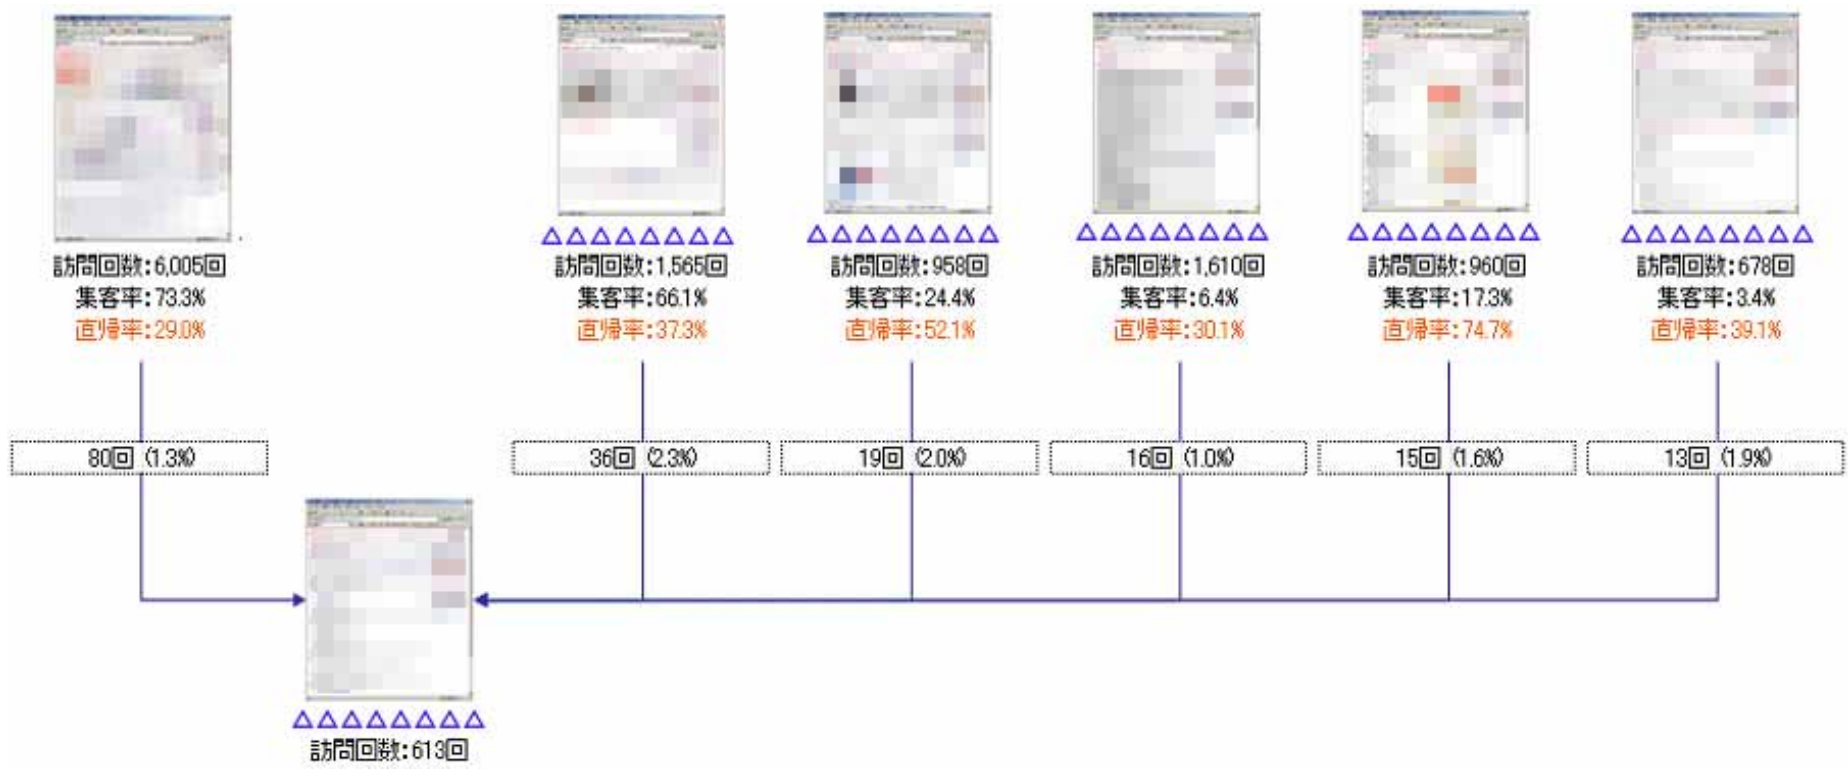 △△△△△△△△
△△△△△△△△
△△△△△△△△
△△△△△△△△
△△△△△△△△
訪問回数:6,005回
集客率:73.3%
直帰率:29.0%
訪問回数:1,565回
集客率:66.1%
直帰率:37.3%
訪問回数:958回
集客率:24.4%
直帰率:52.1%
訪問回数:1,610回
集客率:6.4%
直帰率:30.1%
訪問回数:960回
集客率:17.3%
直帰率:74.7%
訪問回数:678回
集客率:3.4%
直帰率:39.1%
80回 (1.3%)
36回 (2.3%)
19回 (2.0%)
16回 (1.0%)
15回 (1.6%)
13回 (1.9%)
△△△△△△△△
訪問回数:613回